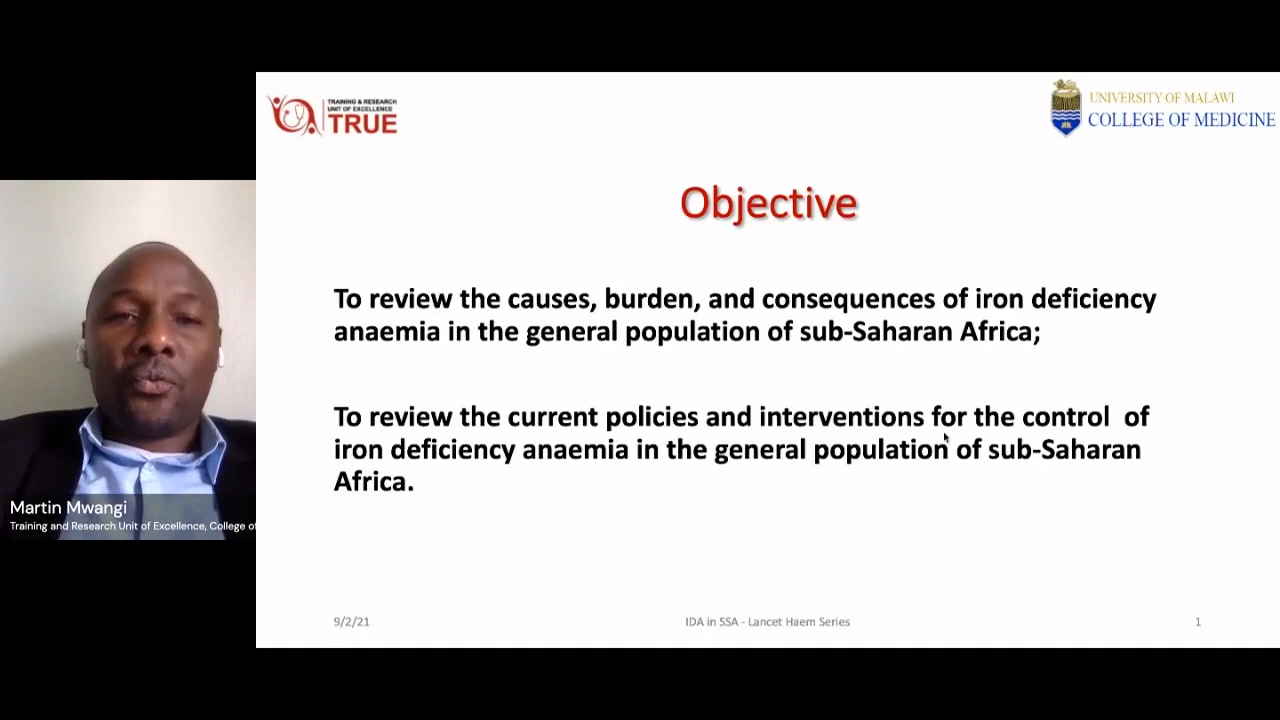 TRAINING & RESEARCH
UNIT OF EXCELLENCE
TRUE
UNIVERSITY OF MALAWI
COLLEGE OF MEDICINE
Objective
To review the causes, burden, and consequences of iron deficiency
anaemia in the general population of sub-Saharan Africa;
To review the current policies and interventions for the control of
iron deficiency anaemia in the general population of sub-Saharan
Africa.
Martin Mwangi
Training and Research Unit of Excellence, College of
9/2/21
IDA in SSA - Lancet Haem Series
1